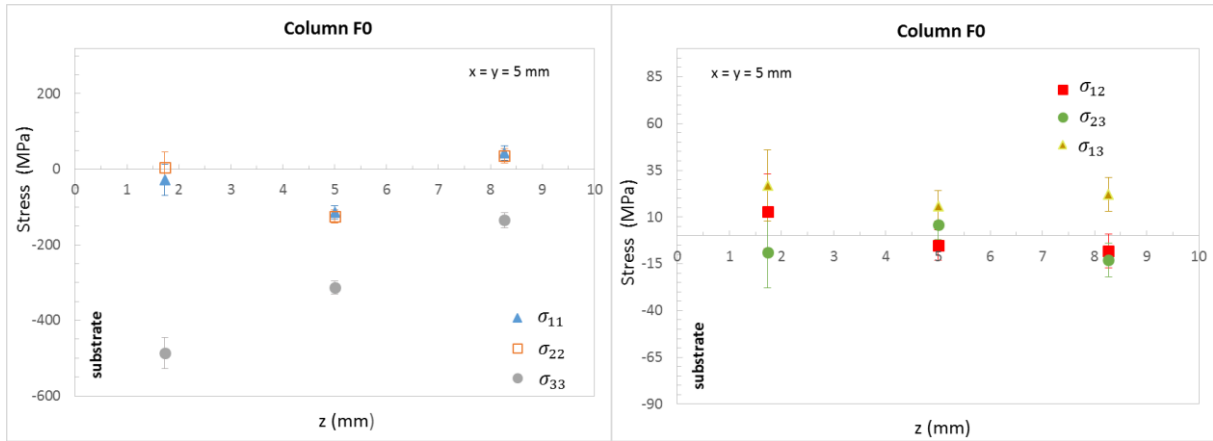 Column F0
x = y = 5 mm
200
0
0 1 2 3 4 5 6 7 8 9 10
-200
-400
-600
Stress (MPa)
substrate
σ11
σ22
σ33
z (mm)
Column F0
x = y = 5 mm
85
60
35
10
-15
-40
-65
-90
0 1 2 3 4 5 6 7 8 9 10
Stress (MPa)
substrate
σ12
σ23
σ13
z (mm)